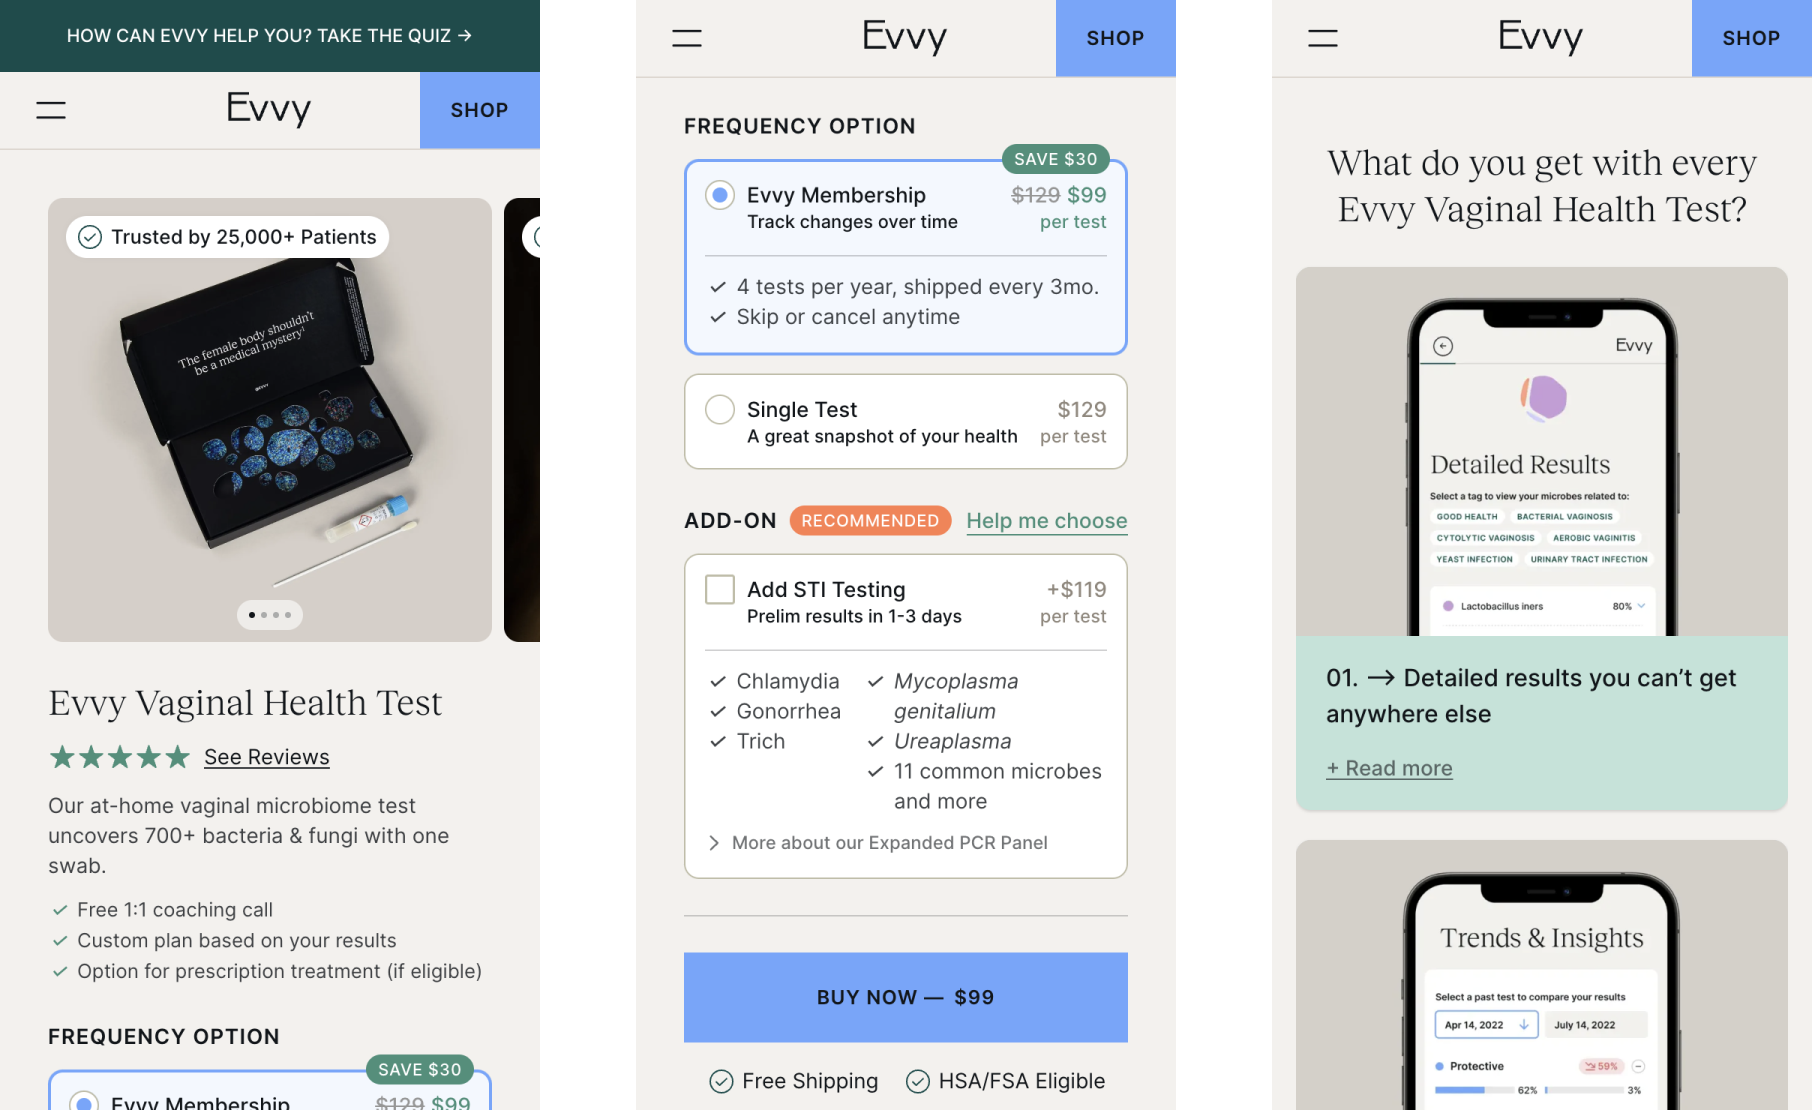 HOW CAN EVVY HELP YOU? TAKE THE QUIZ →
Evvy
SHOP
Trusted by 25,000+ Patients
The female body shouldn't
be a medical mystery¹
evvy
Evvy Vaginal Health Test
See Reviews
Our at-home vaginal microbiome test
uncovers 700+ bacteria & fungi with one
swab.
Free 1:1 coaching call
Custom plan based on your results
Option for prescription treatment (if eligible)
FREQUENCY OPTION
SAVE $30
Evvy Membership $129 $99
Evvy
SHOP
FREQUENCY OPTION
SAVE $30
Evvy Membership $129 $99
Track changes over time per test
4 tests per year, shipped every 3mo.
Skip or cancel anytime
Single Test $129
A great snapshot of your health per test
ADD-ON RECOMMENDED Help me choose
Add STI Testing +$119
Prelim results in 1-3 days per test
Chlamydia
Gonorrhea
Trich
Mycoplasma
genitalium
Ureaplasma
11 common microbes
and more
More about our Expanded PCR Panel
BUY NOW — $99
Free Shipping HSA/FSA Eligible
Evvy
SHOP
What do you get with every
Evvy Vaginal Health Test?
Evvy
Detailed Results
Select a tag to view your microbes related to:
GOOD HEALTH BACTERIAL VAGINOSIS
CYTOLYTIC VAGINOSIS AEROBIC VAGINITIS
YEAST INFECTION URINARY TRACT INFECTION
Lactobacillus iners 80%
01. → Detailed results you can't get
anywhere else
+ Read more
Trends & Insights
Select a past test to compare your results
Apr 14, 2022 July 14, 2022
Protective 59%
62% 3%